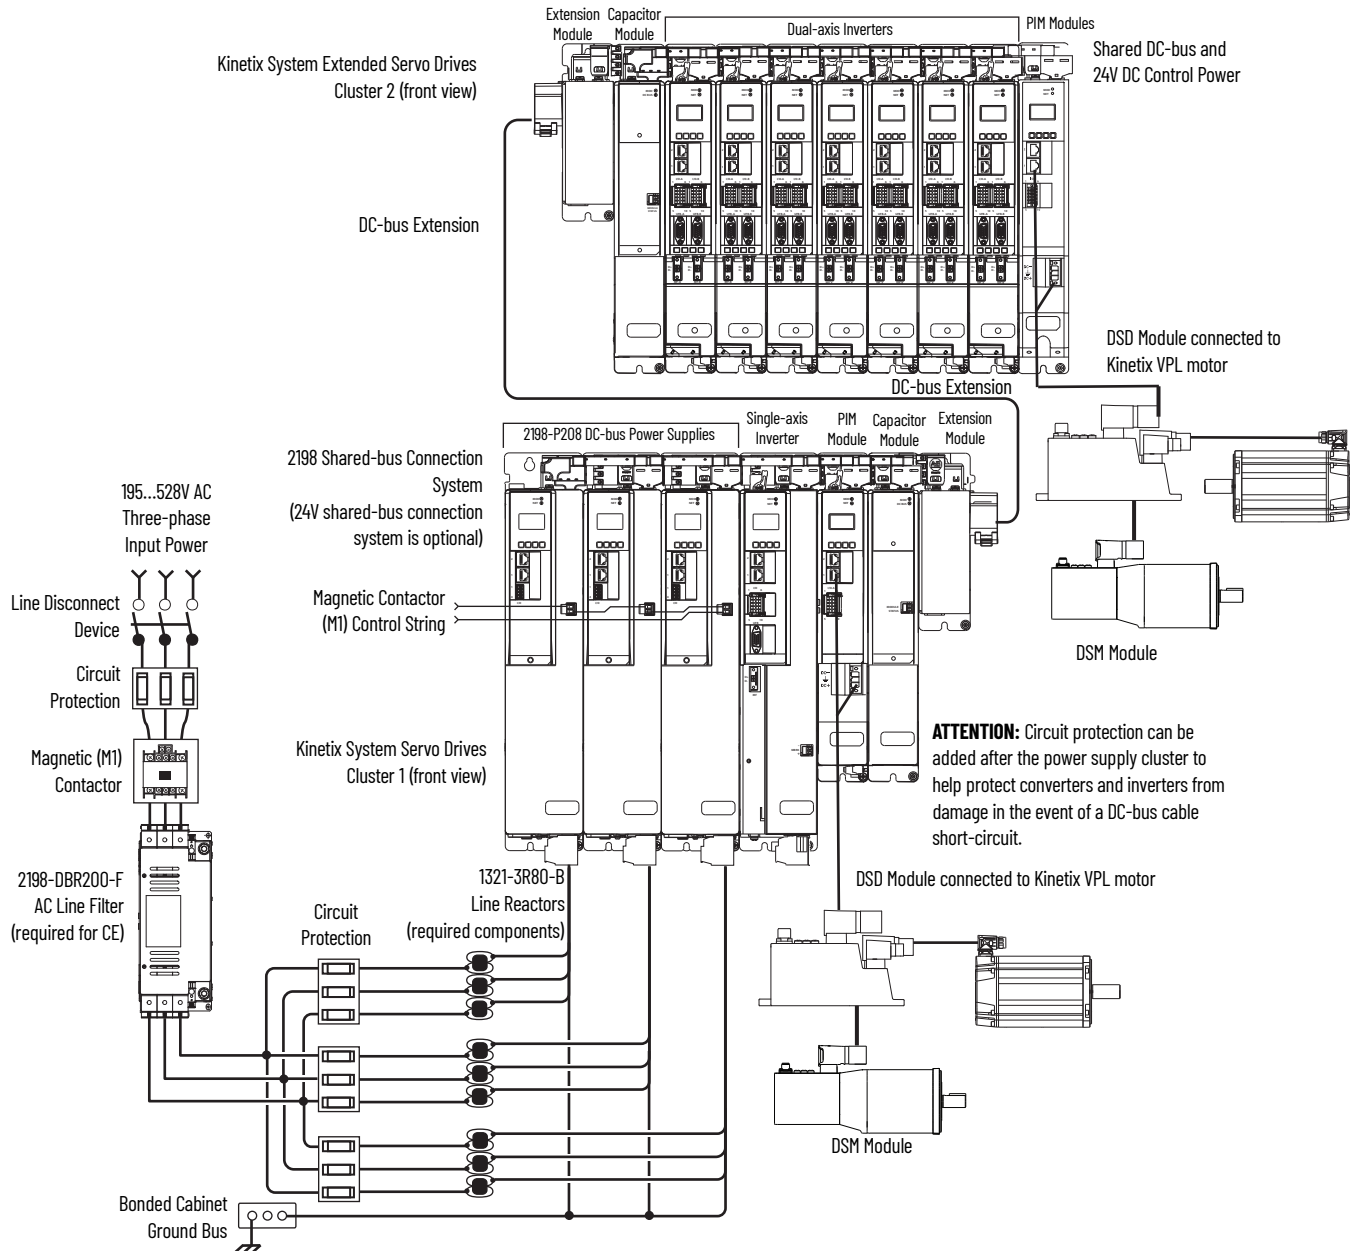 Extension
Module
Capacitor
Module
Dual-axis Inverters
PIM Modules
Kinetix System Extended Servo Drives
Cluster 2 (front view)
Shared DC-bus and
24V DC Control Power
DC-bus Extension
DSD Module connected to
Kinetix VPL motor
DC-bus Extension
2198-P208 DC-bus Power Supplies
Single-axis
Inverter
PIM
Module
Capacitor
Module
Extension
Module
2198 Shared-bus Connection
System
(24V shared-bus connection
system is optional)
195...528V AC
Three-phase
Input Power
Line Disconnect
Device
Magnetic Contactor
(M1) Control String
DSM Module
Circuit
Protection
Magnetic (M1)
Contactor
Kinetix System Servo Drives
Cluster 1 (front view)
ATTENTION: Circuit protection can be
added after the power supply cluster to
help protect converters and inverters from
damage in the event of a DC-bus cable
short-circuit.
2198-DBR200-F
AC Line Filter
(required for CE)
1321-3R80-B
Line Reactors
(required components)
DSD Module connected to Kinetix VPL motor
Circuit
Protection
DSM Module
Bonded Cabinet
Ground Bus